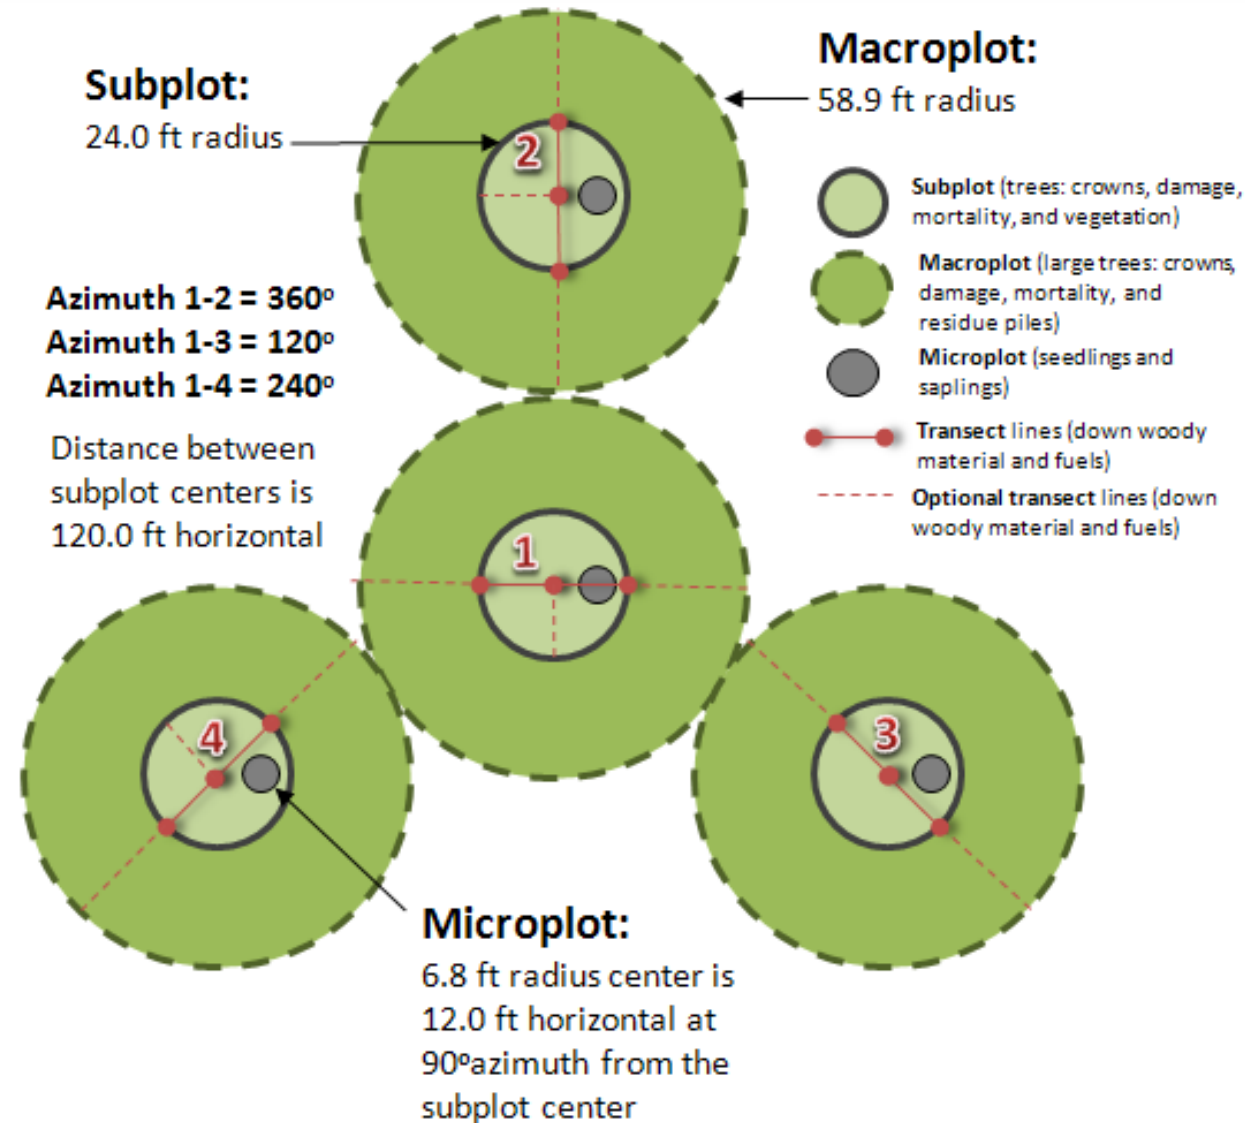 Subplot:
24.0 ft radius
Macroplot:
58.9 ft radius
2
Subplot (trees: crowns, damage,
mortality, and vegetation)
Macroplot (large trees: crowns,
damage, mortality, and
residue piles)
Microplot (seedlings and
saplings)
Transect lines (down woody
material and fuels)
Optional transect lines (down
woody material and fuels)
Azimuth 1-2 = 360º
Azimuth 1-3 = 120º
Azimuth 1-4 = 240º
Distance between
subplot centers is
120.0 ft horizontal
1
4
3
Microplot:
6.8 ft radius center is
12.0 ft horizontal at
90ºazimuth from the
subplot center